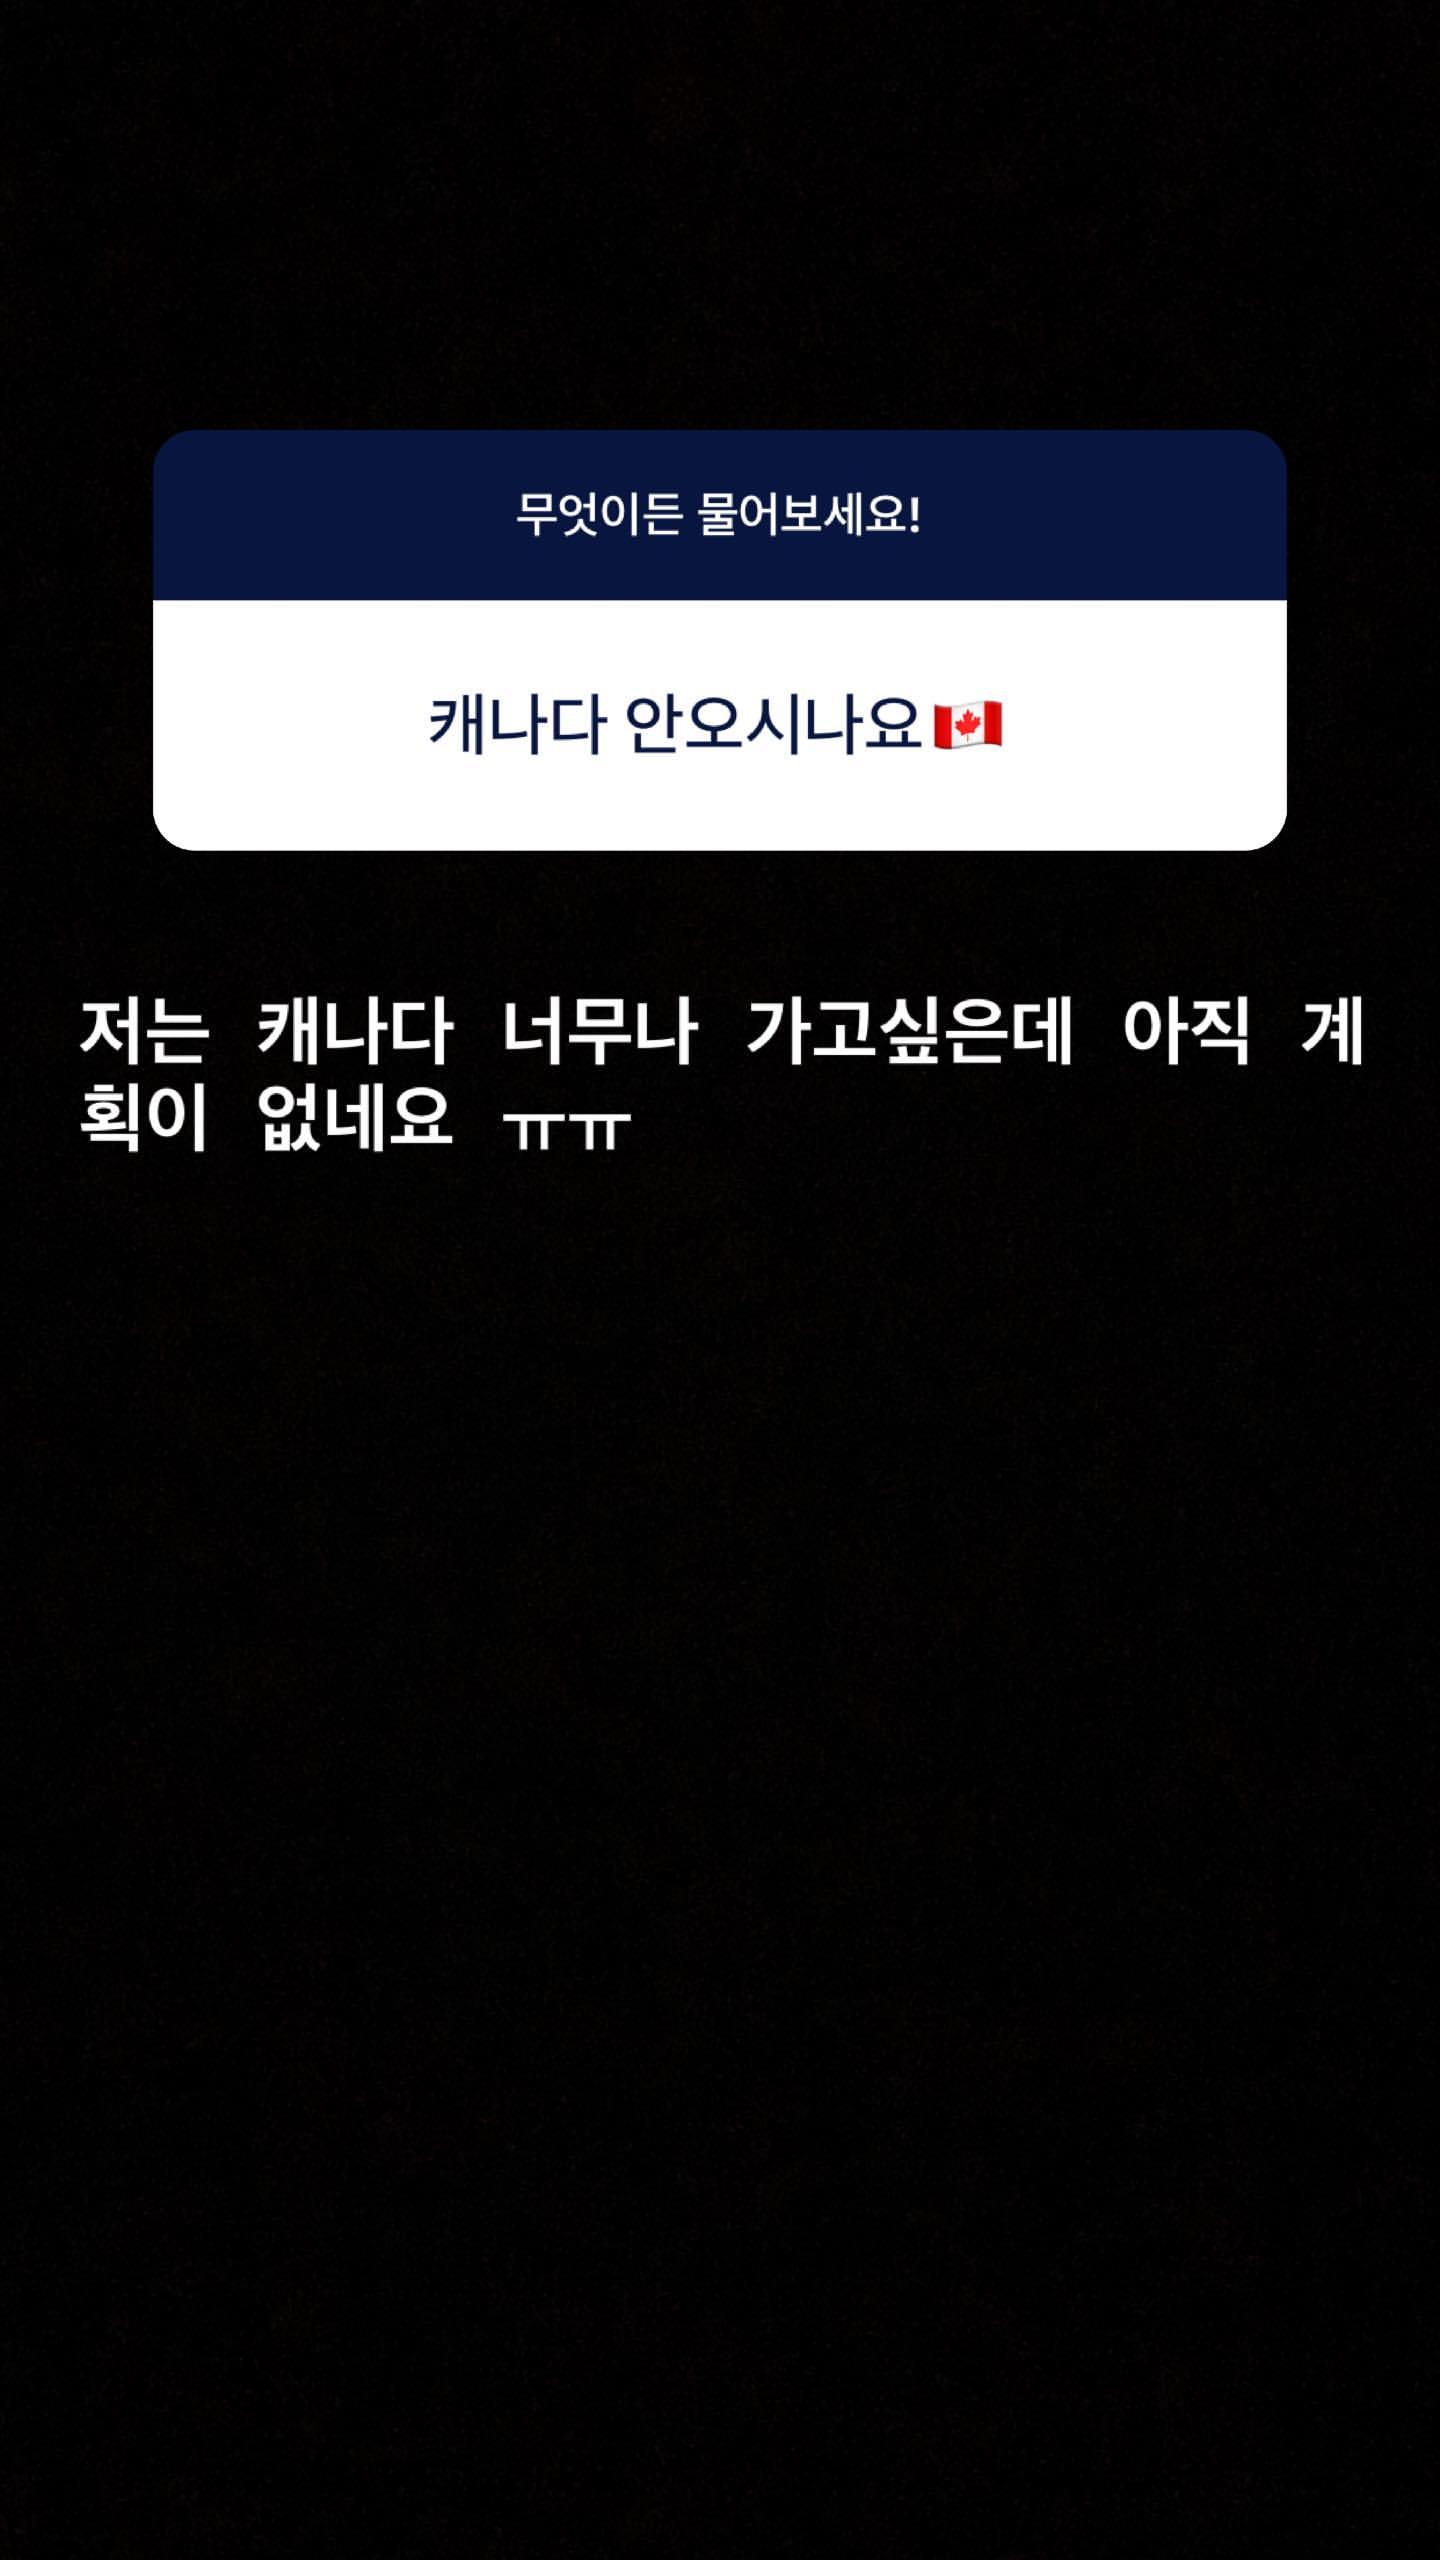 무엇이든 물어보세요!
캐나다 안오시나요🇨🇦
저는 캐나다 너무나 가고싶은데 아직 계
획이 없네요 ㅠㅠ